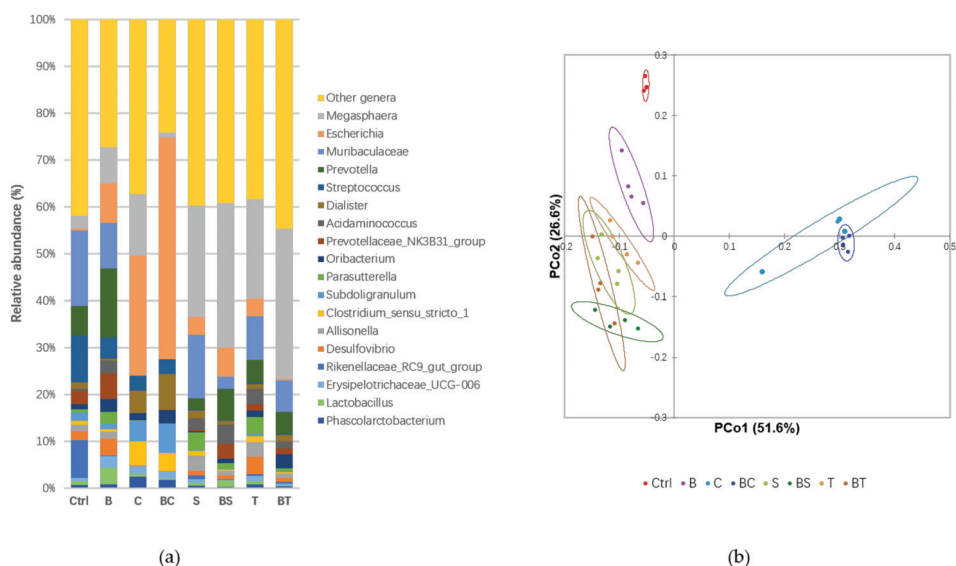 100%
90%
80%
70%
60%
50%
40%
30%
20%
10%
0%
Relative abundance (%)
Ctrl B C BC S BS T BT
Other genera
Megasphaera
Escherichia
Muribaculaceae
Prevotella
Streptococcus
Dialister
Acidaminococcus
Prevotellaceae_NK3B31_group
Oribacterium
Parasutterella
Subdoligranulum
Clostridium_sensu_stricto_1
Allisonella
Desulfovibrio
Rikenellaceae_RC9_gut_group
Erysipelotrichaceae_UCG-006
Lactobacillus
Phascolarctobacterium
(a)
0.3
0.2
0.1
0
-0.2 -0.1 0 0.1 0.2 0.3 0.4 0.5
-0.1
-0.2
-0.3
PCo2 (26.6%)
PCo1 (51.6%)
Ctrl B C BC S BS T BT
(b)